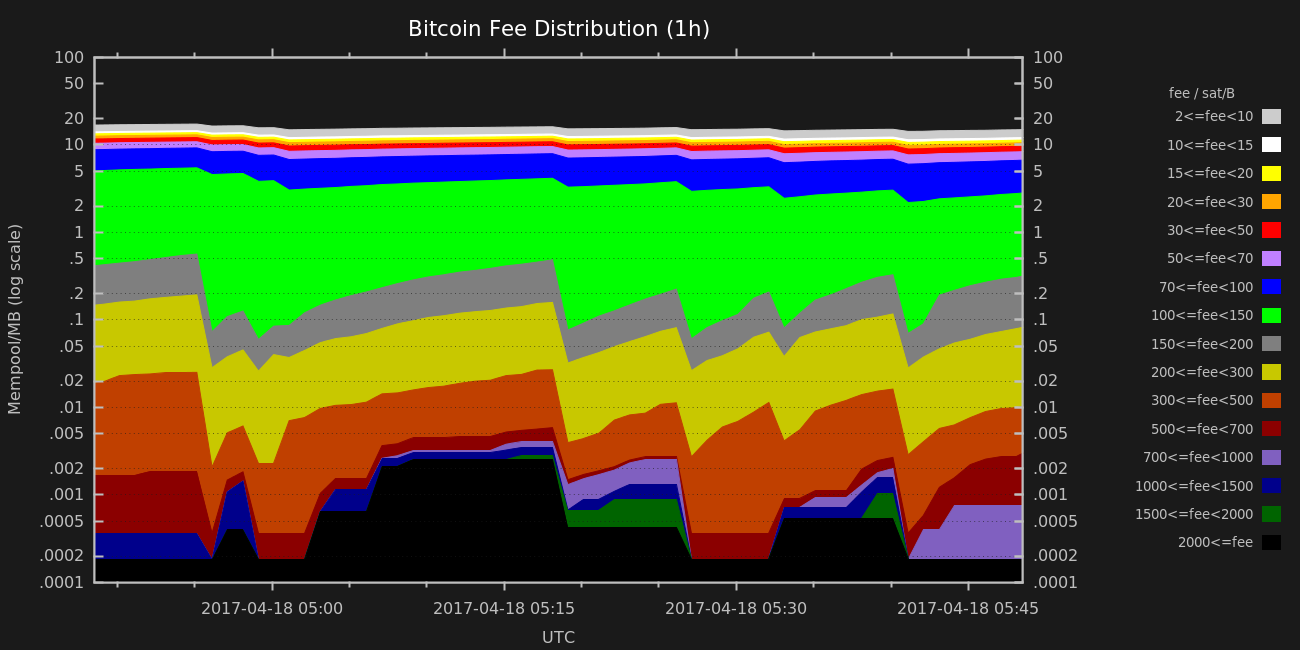 Bitcoin Fee Distribution (1h)
100
50
20
10
5
2
1
.5
.2
.1
.05
.02
.01
.005
.002
.001
.0005
.0002
.0001
Mempool/MB (log scale)
100
50
20
10
5
2
1
.5
.2
.1
.05
.02
.01
.005
.002
.001
.0005
.0002
.0001
2017-04-18 05:00
2017-04-18 05:15
2017-04-18 05:30
2017-04-18 05:45
UTC
fee / sat/B
2<=fee<10
10<=fee<15
15<=fee<20
20<=fee<30
30<=fee<50
50<=fee<70
70<=fee<100
100<=fee<150
150<=fee<200
200<=fee<300
300<=fee<500
500<=fee<700
700<=fee<1000
1000<=fee<1500
1500<=fee<2000
2000<=fee